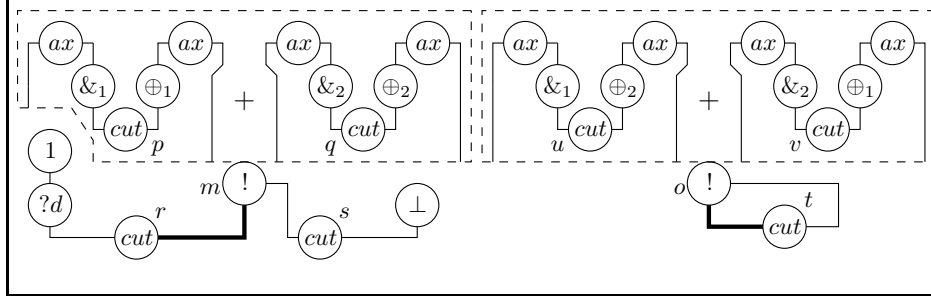 ax ax ax ax ax ax ax ax
&₁ ⊕₁ + &₂ ⊕₂ &₁ ⊕₂ + &₂ ⊕₁
cut cut cut cut
p q u v
1
m ! o !
?d r s ⊥ t
cut cut cut